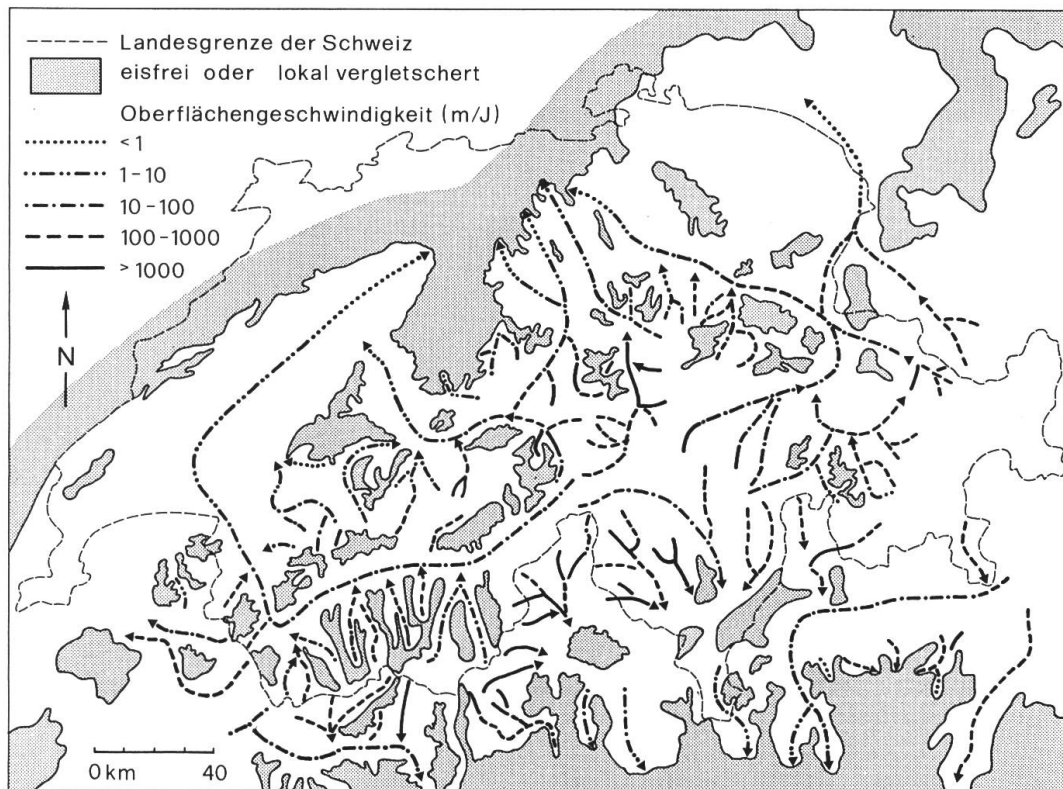 Landesgrenze der Schweiz
eisfrei oder lokal vergletschert
Oberflächengeschwindigkeit (m/J)
< 1
1-10
10-100
100-1000
> 1000
N
0 km 40